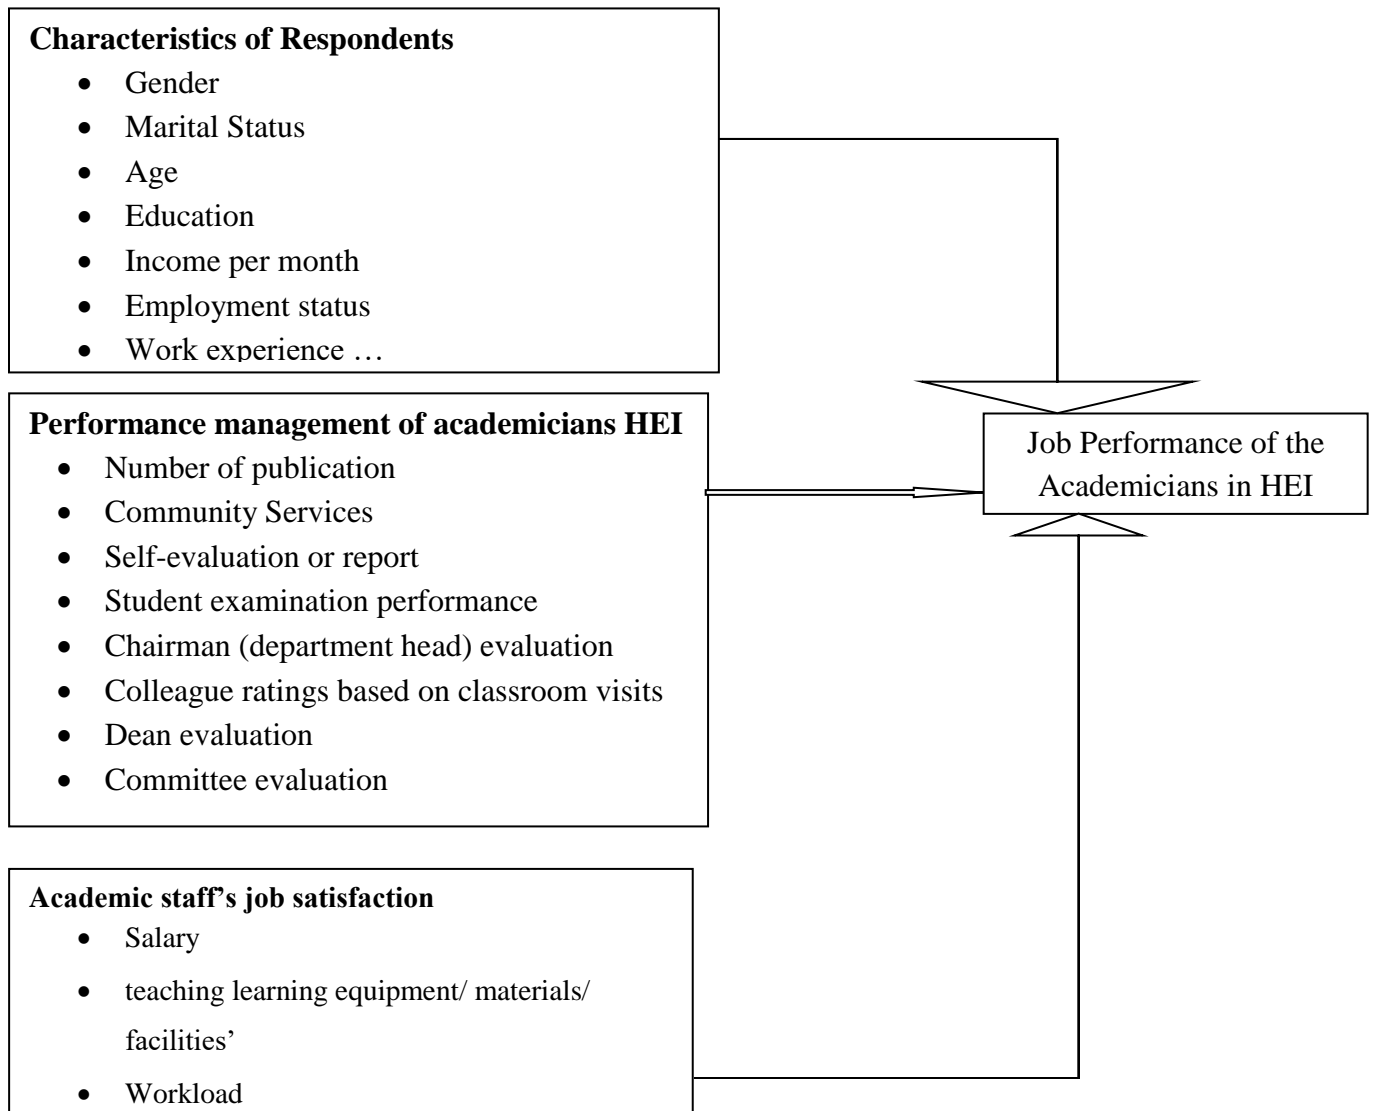 Characteristics of Respondents
• Gender
• Marital Status
• Age
• Education
• Income per month
• Employment status
• Work experience …
Performance management of academicians HEI
• Number of publication
• Community Services
• Self-evaluation or report
• Student examination performance
• Chairman (department head) evaluation
• Colleague ratings based on classroom visits
• Dean evaluation
• Committee evaluation
Academic staff’s job satisfaction
• Salary
• teaching learning equipment/ materials/
facilities’
• Workload
Job Performance of the
Academicians in HEI